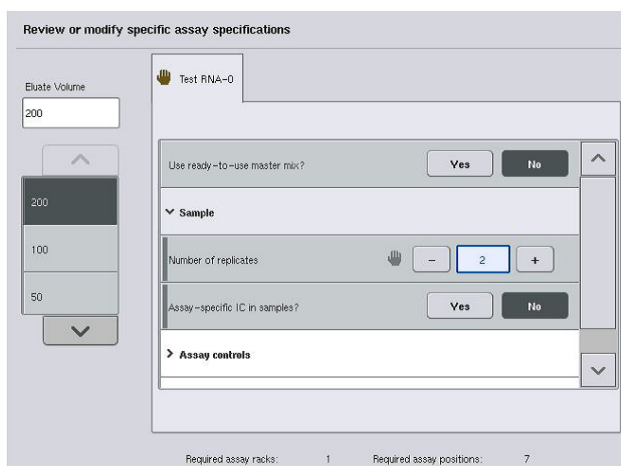 Review or modify specific assay specifications
Eluate Volume
200
200
100
50
Test RNA-0
Use ready-to-use master mix?
Yes
No
Sample
Number of replicates
-
2
+
Assay-specific IC in samples?
Yes
No
Assay controls
Required assay racks: 1
Required assay positions: 7